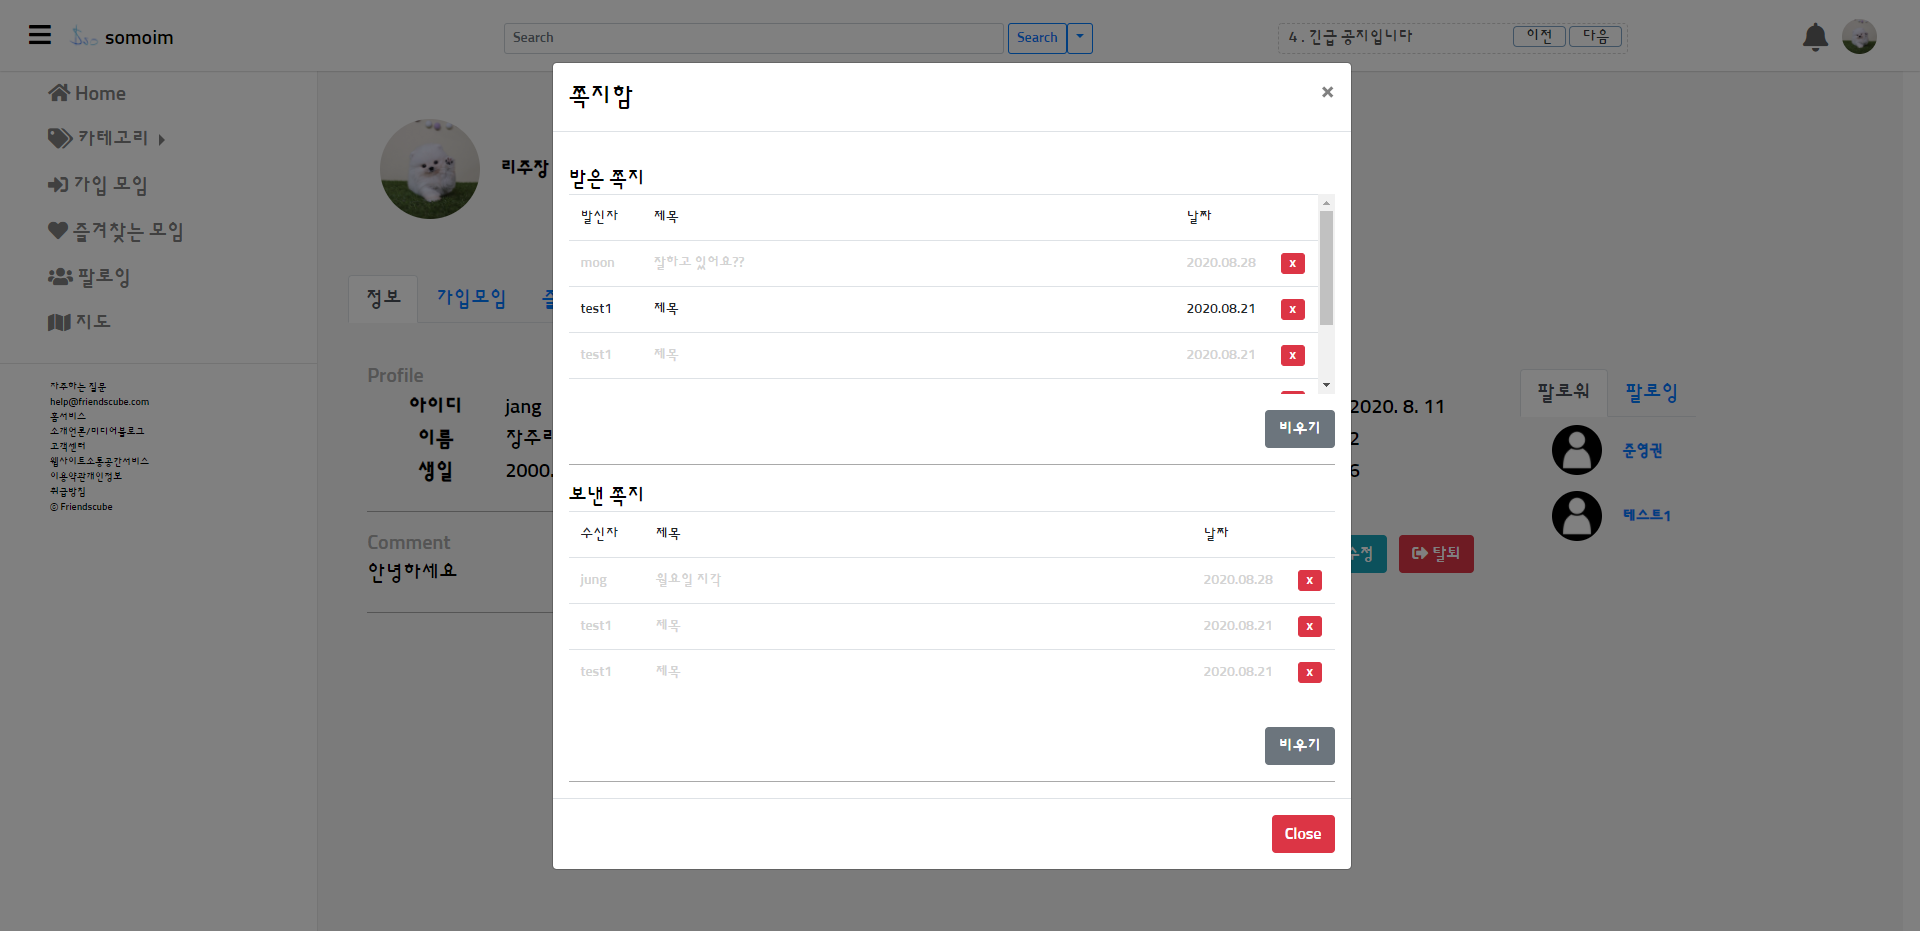 somoim
Search
Search
4 . 긴급 공지입니다
이전
다음
Home
카테고리
가입 모임
즐겨찾는 모임
팔로잉
지도
자주하는 질문
help@friendscube.com
홈서비스
소개언론/미디어블로그
고객센터
웹사이트소통공간서비스
이용약관개인정보
취급방침
© Friendscube
리주장
정보
가입모임
즐
Profile
아이디 jang
이름 장주리
생일 2000.
Comment
안녕하세요
쪽지함
×
받은 쪽지
발신자 제목 날짜
moon 잘하고 있어요?? 2020.08.28 x
test1 제목 2020.08.21 x
test1 제목 2020.08.21 x
비우기
보낸 쪽지
수신자 제목 날짜
jung 월요일 지각 2020.08.28 x
test1 제목 2020.08.21 x
test1 제목 2020.08.21 x
비우기
Close
2020. 8. 11
2
6
수정
탈퇴
팔로워
팔로잉
준영권
테스트1